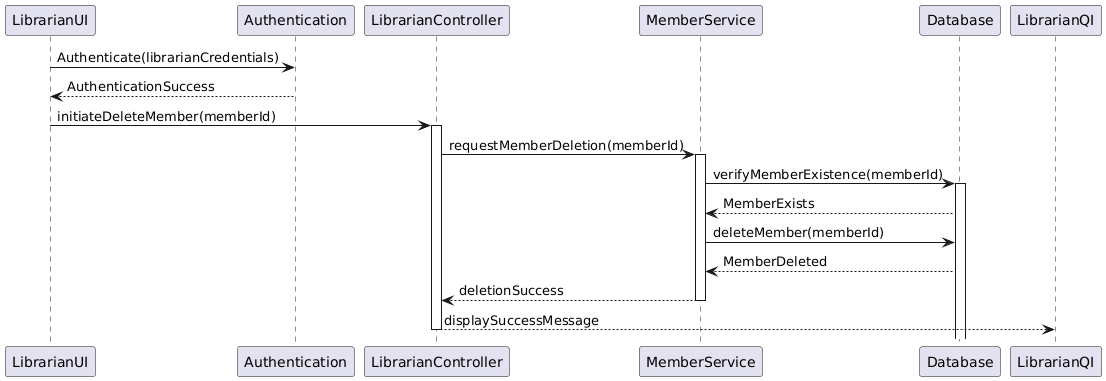 LibrarianUI Authentication LibrarianController MemberService Database LibrarianQI
Authenticate(librarianCredentials)
AuthenticationSuccess
initiateDeleteMember(memberId)
requestMemberDeletion(memberId)
verifyMemberExistence(memberId)
MemberExists
deleteMember(memberId)
MemberDeleted
deletionSuccess
displaySuccessMessage
LibrarianUI Authentication LibrarianController MemberService Database LibrarianQI